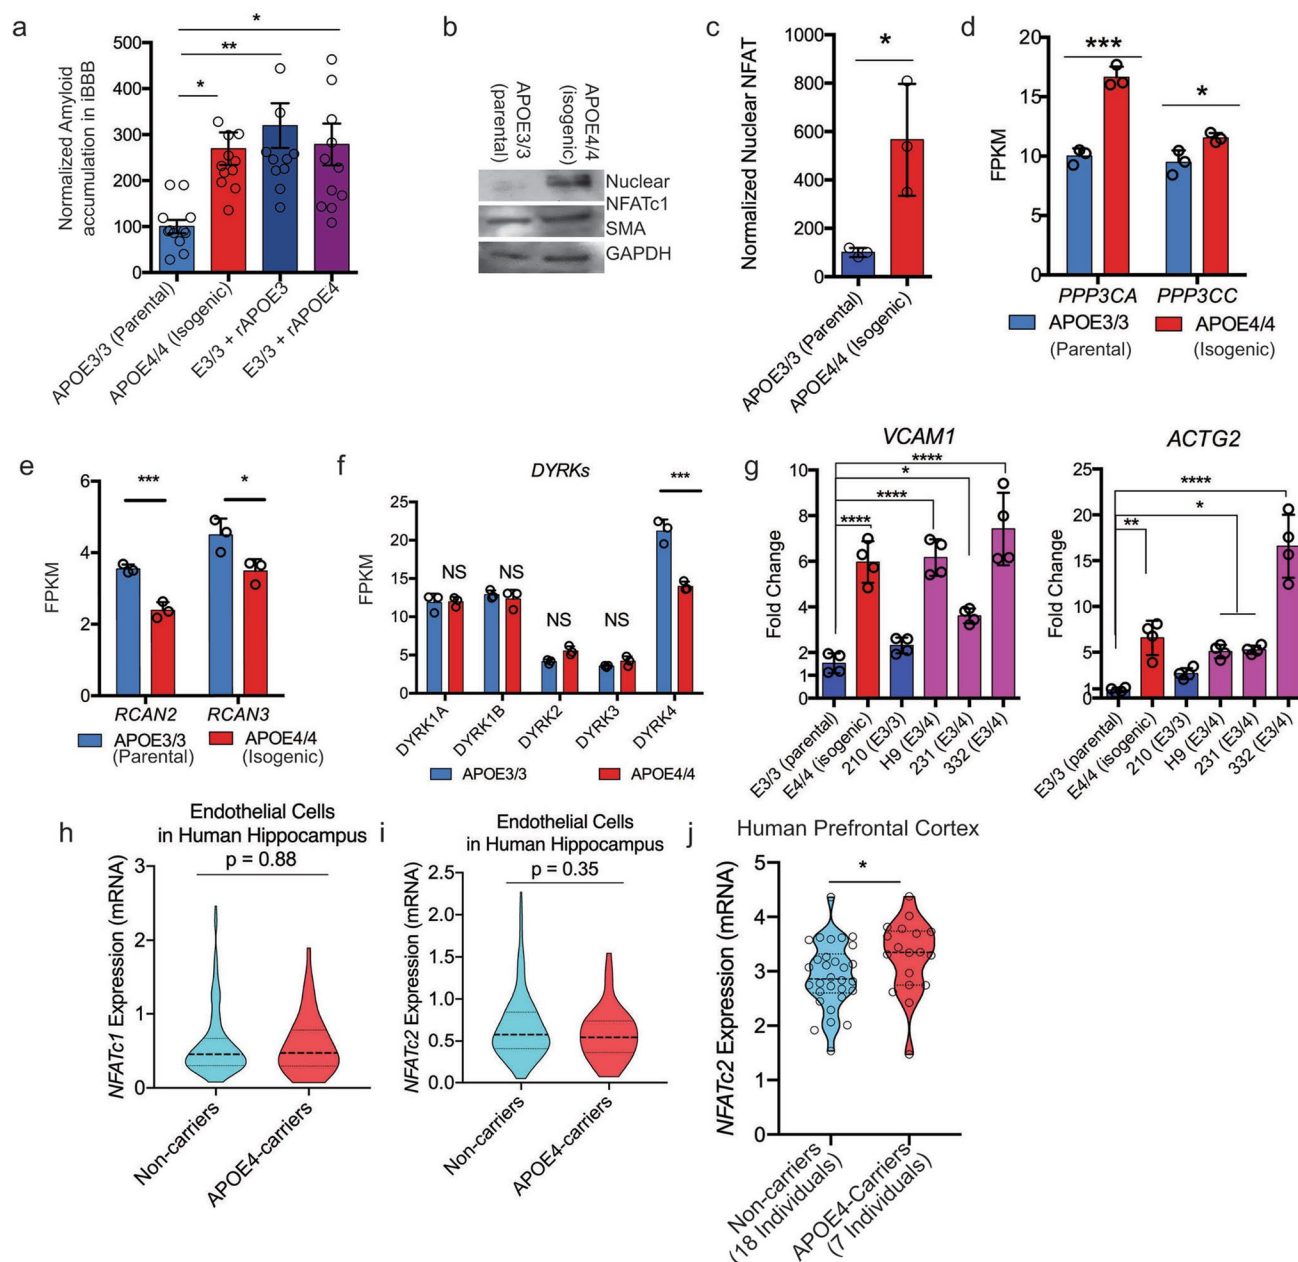 a
Normalized Amyloid
accumulation in iBBB
500
400
300
200
100
0
*
**
*
APOE3/3 (Parental)
APOE4/4 (Isogenic)
E3/3 + rAPOE3
E3/3 + rAPOE4
b
APOE3/3
(parental)
APOE4/4
(isogenic)
Nuclear
NFATc1
SMA
GAPDH
c
Normalized Nuclear NFAT
1000
800
600
400
200
0
*
APOE3/3 (Parental)
APOE4/4 (Isogenic)
d
FPKM
20
15
10
5
0
***
*
PPP3CA
PPP3CC
APOE3/3
(Parental)
APOE4/4
(Isogenic)
e
FPKM
6
4
2
0
***
*
RCAN2
RCAN3
APOE3/3
(Parental)
APOE4/4
(Isogenic)
f
DYRKs
FPKM
25
20
15
10
5
0
NS
NS
NS
NS
***
DYRK1A
DYRK1B
DYRK2
DYRK3
DYRK4
APOE3/3
APOE4/4
g
VCAM1
Fold Change
10
8
6
4
2
1
0
****
*
****
****
E3/3 (parental)
E4/4 (isogenic)
210 (E3/3)
H9 (E3/4)
231 (E3/4)
332 (E3/4)
ACTG2
Fold Change
25
20
15
10
5
1
0
****
*
**
E3/3 (parental)
E4/4 (isogenic)
210 (E3/3)
H9 (E3/4)
231 (E3/4)
332 (E3/4)
h
Endothelial Cells
in Human Hippocampus
p = 0.88
NFATc1 Expression (mRNA)
3
2
1
0
Non-carriers
APOE4-carriers
i
Endothelial Cells
in Human Hippocampus
p = 0.35
NFATc2 Expression (mRNA)
2.5
2.0
1.5
1.0
0.5
0.0
Non-carriers
APOE4-carriers
j
Human Prefrontal Cortex
NFATc2 Expression (mRNA)
5
4
3
2
1
0
*
Non-carriers
(18 Individuals)
APOE4-Carriers
(7 Individuals)